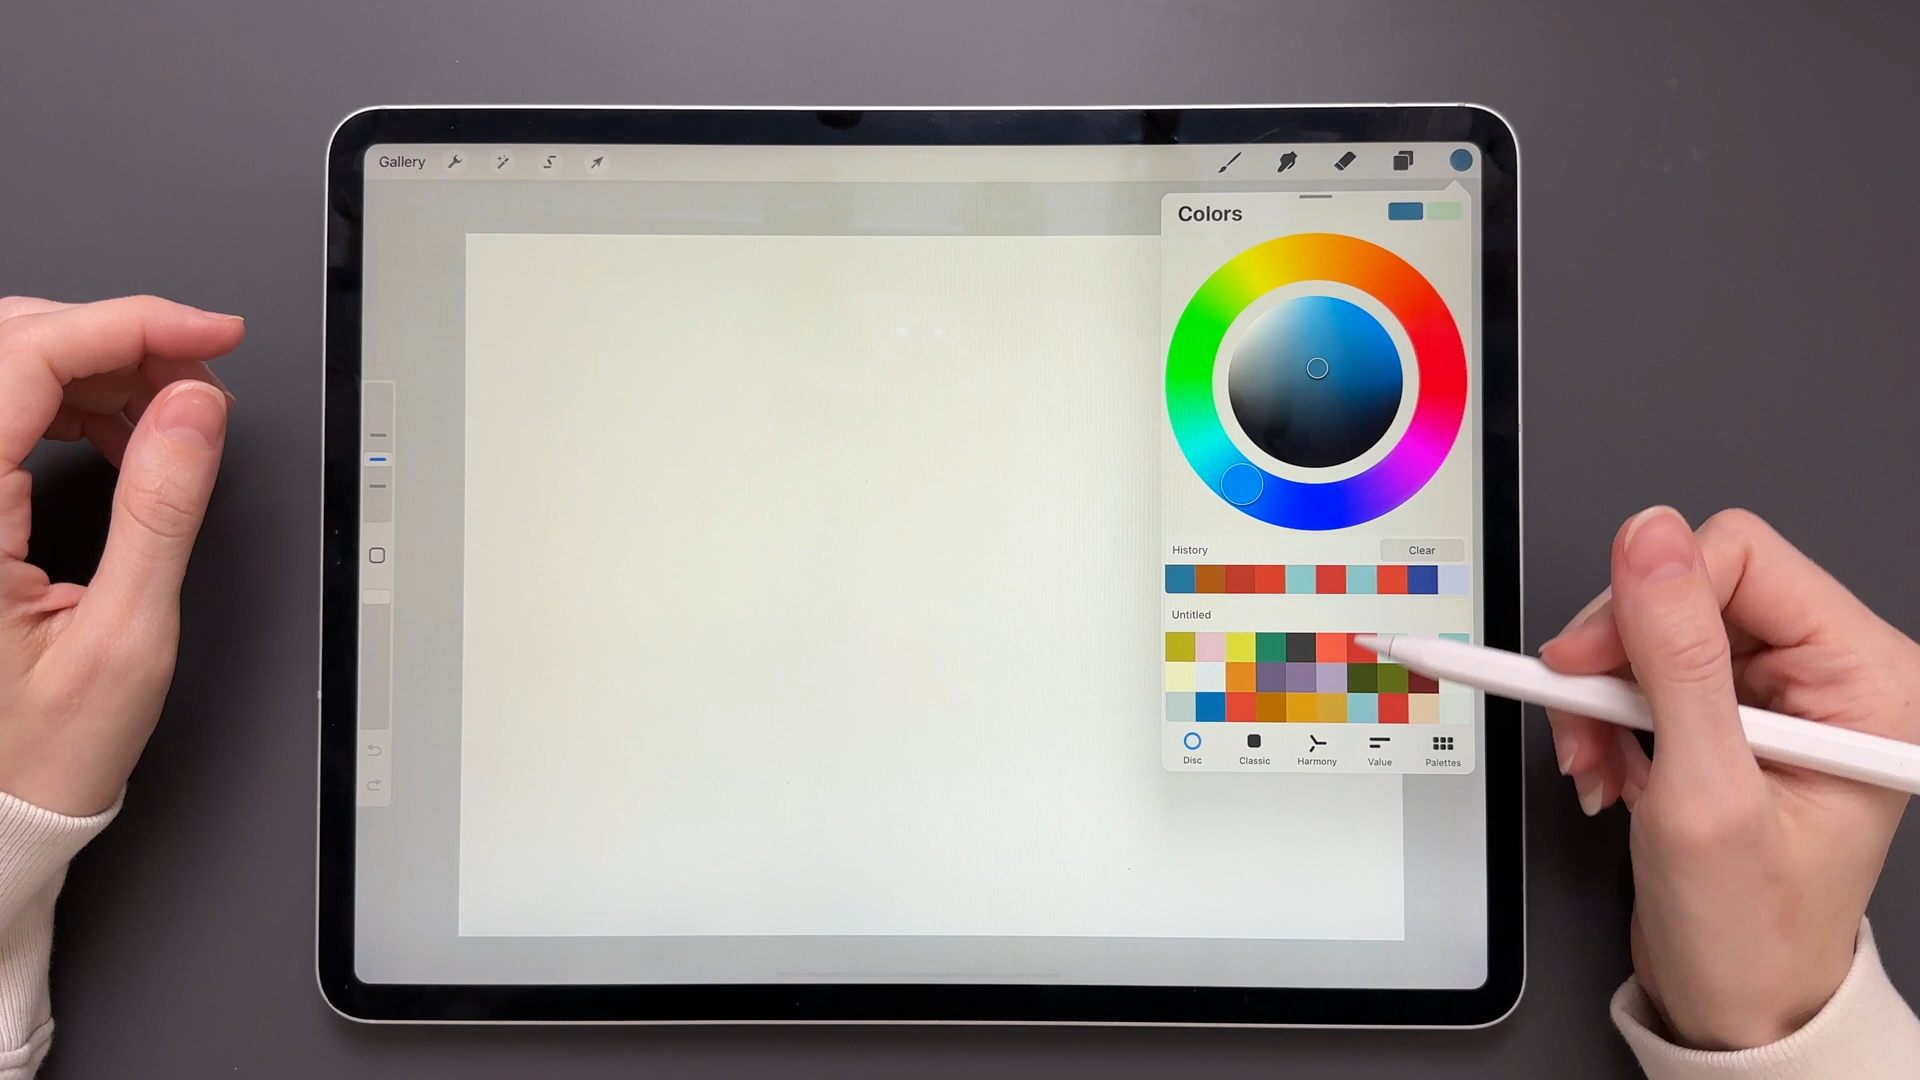 Gallery
Colors
History
Clear
Untitled
Disc
Classic
Harmony
Value
Palettes